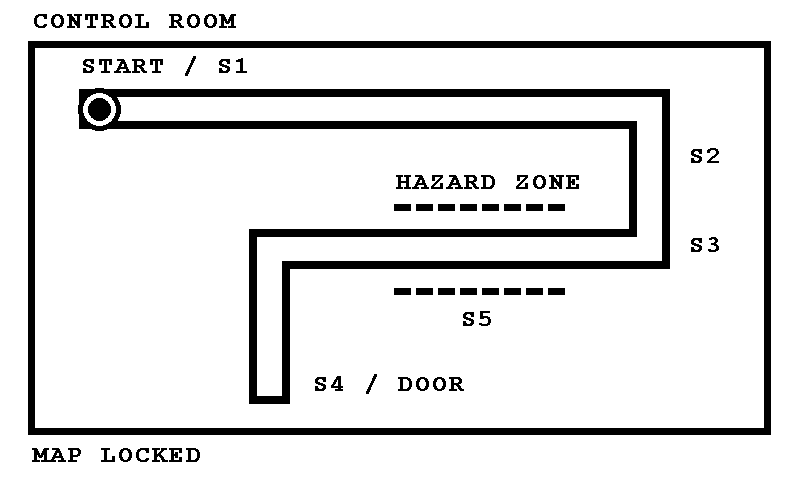 CONTROL ROOM
START / S1
S2
HAZARD ZONE
S3
S5
S4 / DOOR
MAP LOCKED